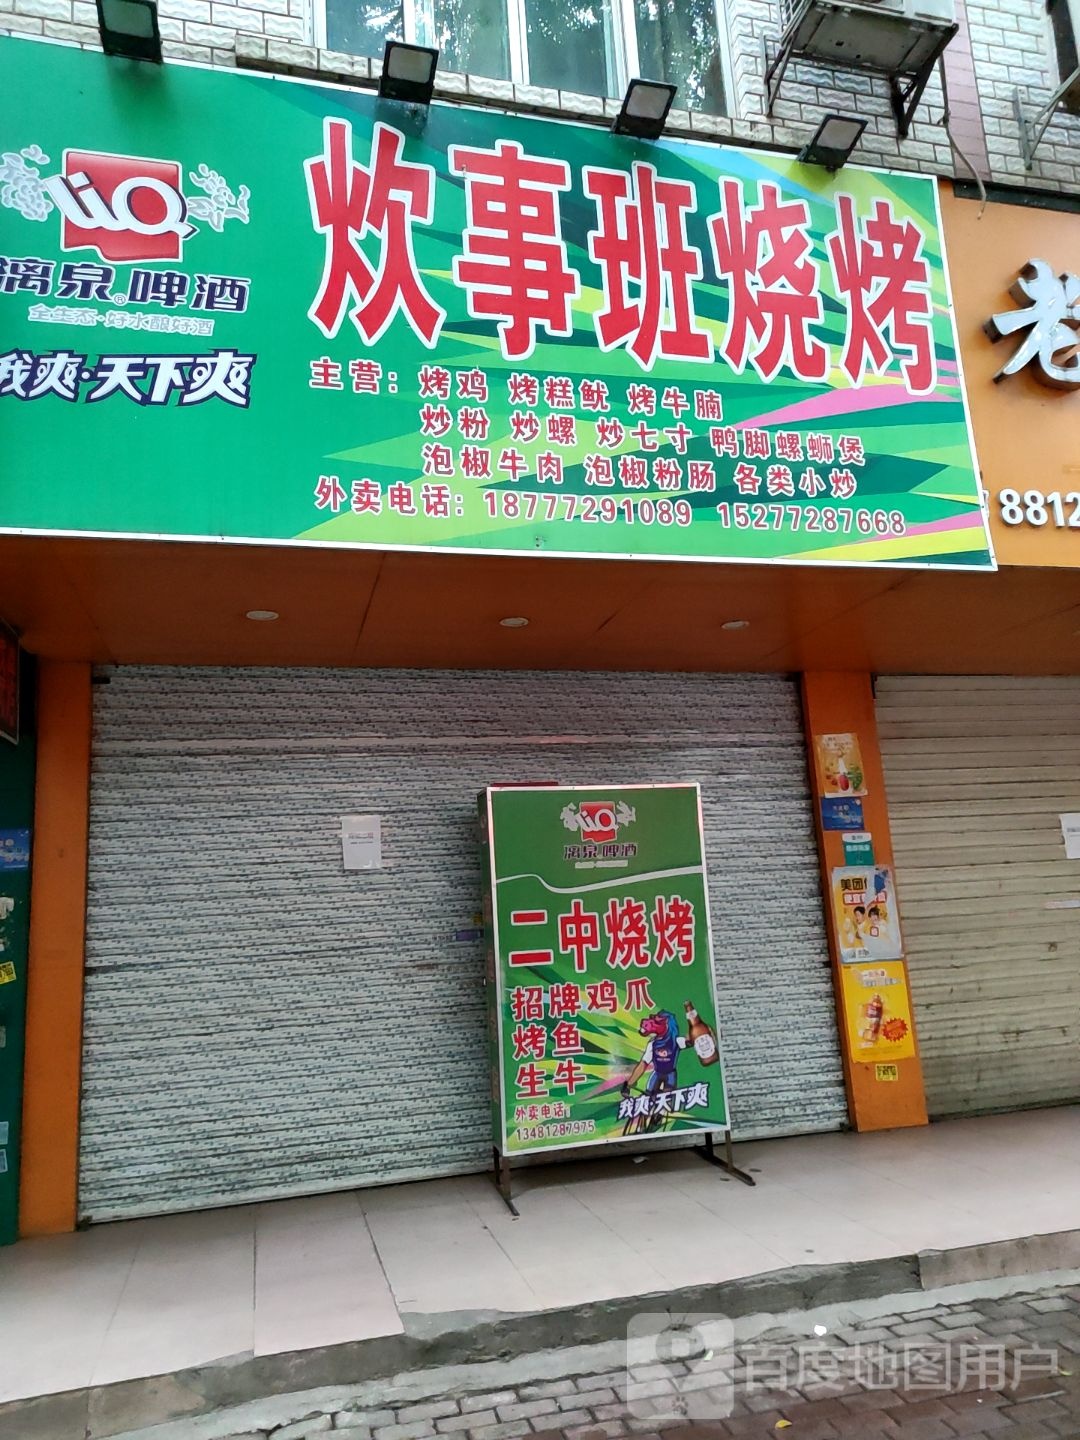 LiQ
漓泉®啤酒
全生态·好水酿好酒
我爽·天下爽
炊事班烧烤
主营：烤鸡 烤糕鱿 烤牛腩
炒粉 炒螺 炒七寸 鸭脚螺蛳煲
泡椒牛肉 泡椒粉肠 各类小炒
外卖电话：18777291089 15277287668
老
8812
LiQ
漓泉啤酒
二中烧烤
招牌鸡爪
烤鱼
生牛
我爽·天下爽
外卖电话：
13481287975
美团
百度地图用户